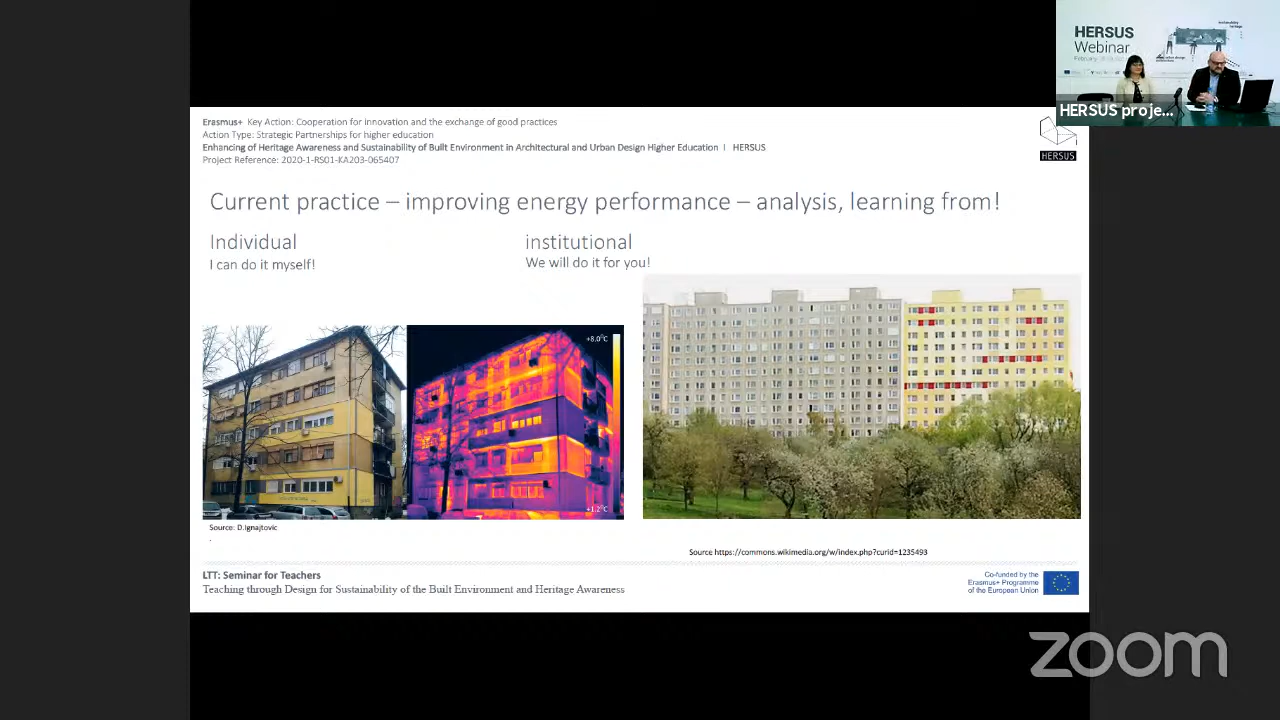 HERSUS
Webinar
HERSUS proje...
Erasmus+ Key Action: Cooperation for innovation and the exchange of good practices
Action Type: Strategic Partnerships for higher education
Enhancing of Heritage Awareness and Sustainability of Built Environment in Architectural and Urban Design Higher Education I HERSUS
Project Reference: 2020-1-RS01-KA203-065407
HERSUS
Current practice – improving energy performance – analysis, learning from!
Individual
I can do it myself!
institutional
We will do it for you!
+8.0°C
+1.2°C
Source: D.Ignajtovic
.
Source https://commons.wikimedia.org/w/index.php?curid=1235493
LTT: Seminar for Teachers
Teaching through Design for Sustainability of the Built Environment and Heritage Awareness
Co-funded by the
Erasmus+ Programme
of the European Union
zoom